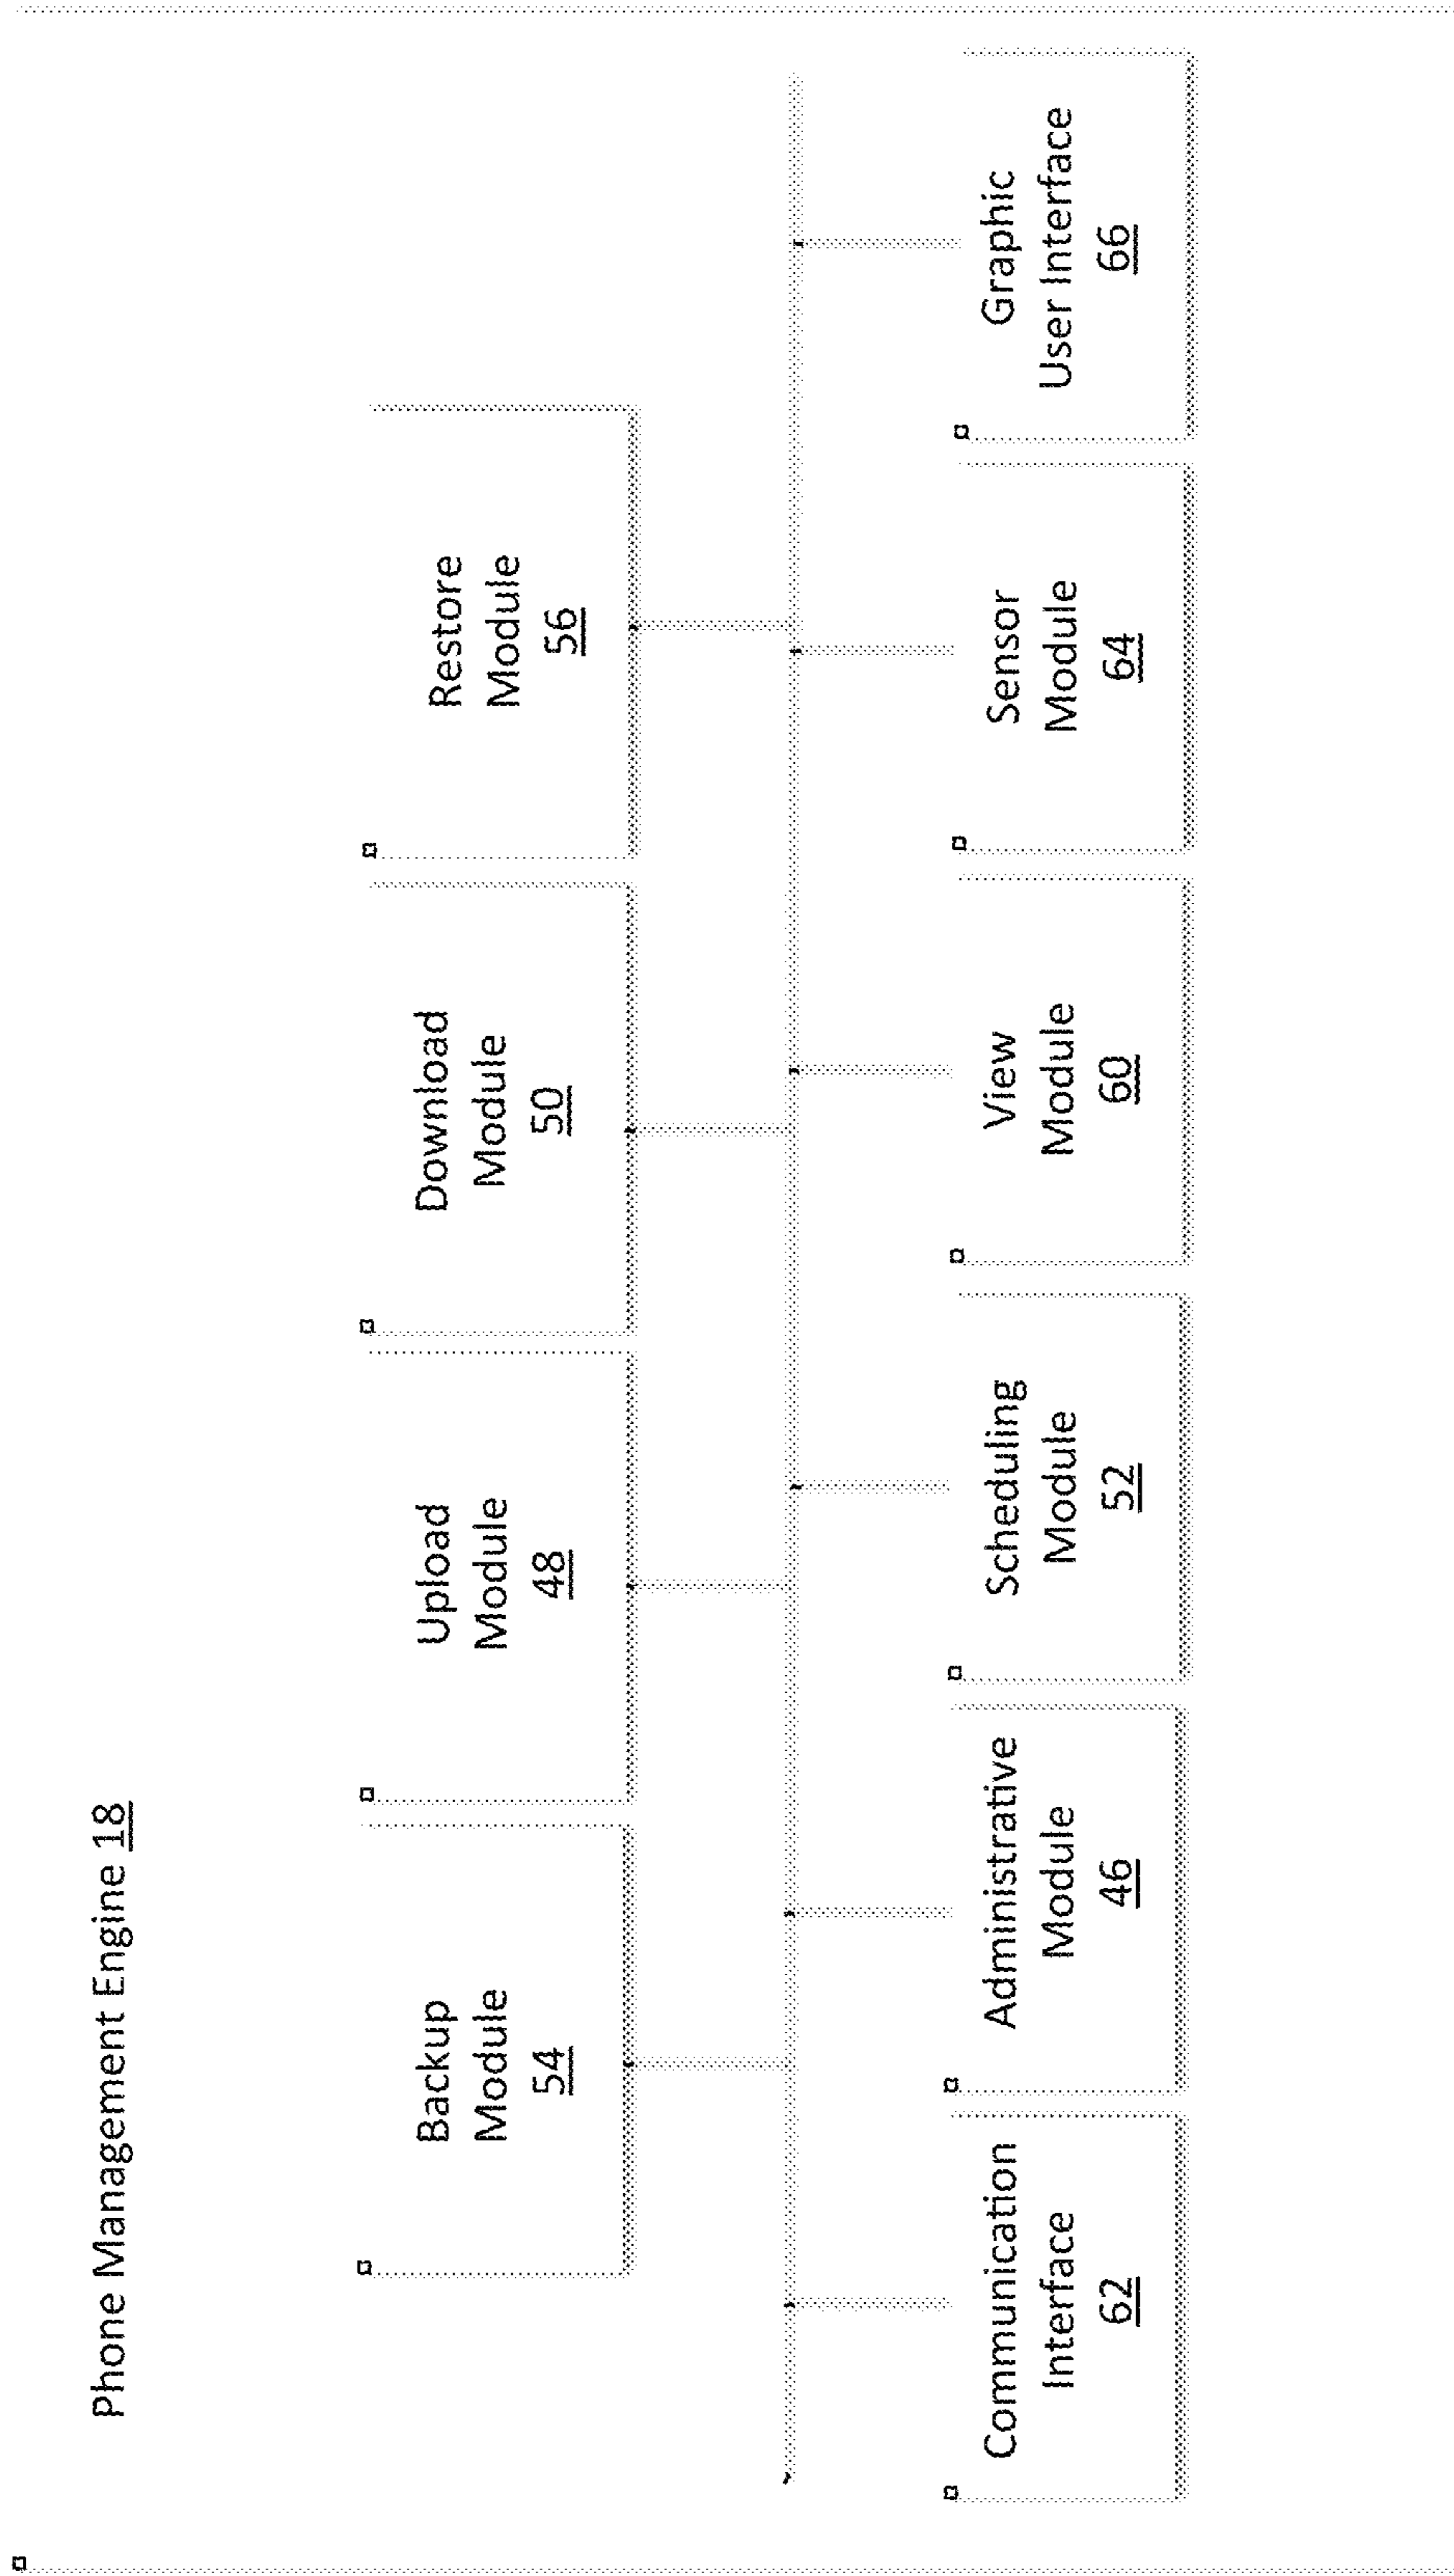 Phone Management Engine 18
Backup
Module
54
Upload
Module
48
Download
Module
50
Restore
Module
56
Communication
Interface
62
Administrative
Module
46
Scheduling
Module
52
View
Module
60
Sensor
Module
64
Graphic
User Interface
66